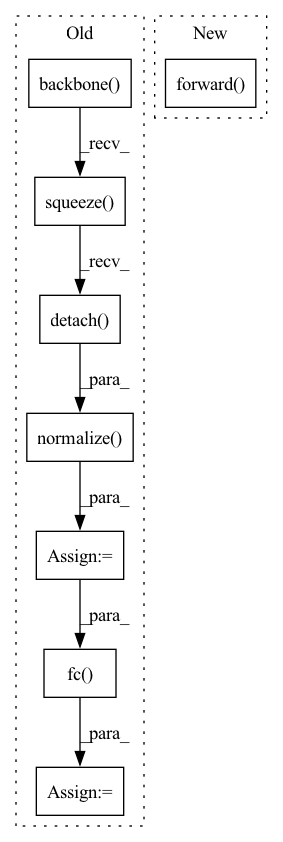 Old
New
backbone()
forward()
_recv_
squeeze()
_recv_
detach()
_para_
normalize()
_para_
Assign:=
_para_
fc()
_para_
Assign:=